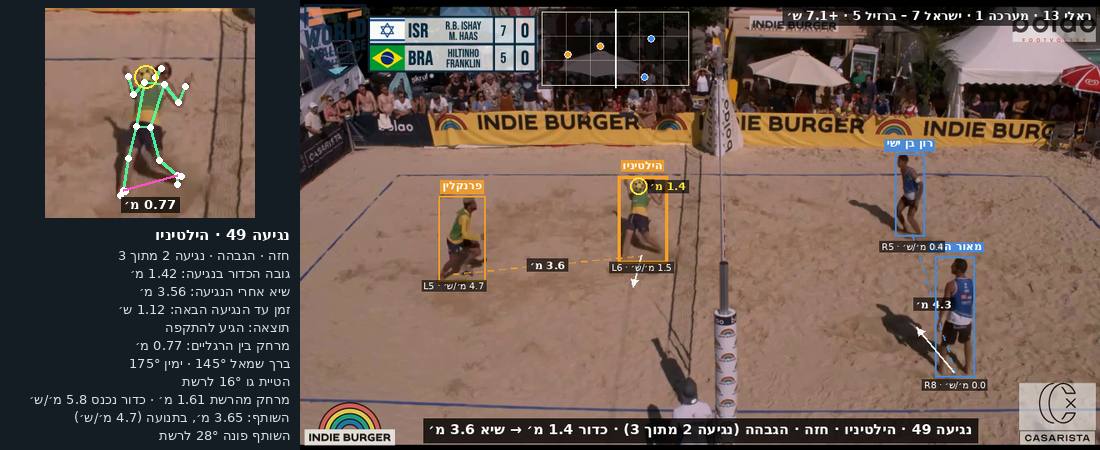 ראלי 13 · מערכה 1 · ישראל 7 – ברזיל 5 · +7.1 ש׳
ISR R.B. ISHAY M. HAAS 7 0
BRA HILTINHO FRANKLIN 5 0
INDIE BURGER
bolao
FOOTVOLLEY
CASARISTA
bolao
INDIE BURGER
INDIE BURGER
רון בן ישי
הילטיניו
1.4 מ׳
פרנקלין
R5 · 0.4 מ׳/ש׳
מאור ה
3.6 מ׳
L6 · 1.5 מ׳/ש׳
L5 · 4.7 מ׳/ש׳
4.3 מ׳
R8 · 0.0 מ׳/ש׳
INDIE BURGER
CASARISTA
נגיעה 49 · הילטיניו · חזה · הגבהה (נגיעה 2 מתוך 3) · כדור 1.4 מ׳ → שיא 3.6 מ׳
0.77 מ׳
נגיעה 49 · הילטיניו
חזה · הגבהה · נגיעה 2 מתוך 3
גובה הכדור בנגיעה: 1.42 מ׳
שיא אחרי הנגיעה: 3.56 מ׳
זמן עד הנגיעה הבאה: 1.12 ש׳
תוצאה: הגיע להתקפה
מרחק בין הרגליים: 0.77 מ׳
ברך שמאל 145° · ימין 175°
הטיית גו 16° לרשת
מרחק מהרשת 1.61 מ׳ · כדור נכנס 5.8 מ׳/ש׳
השותף: 3.65 מ׳, בתנועה (4.7 מ׳/ש׳)
השותף פונה 28° לרשת